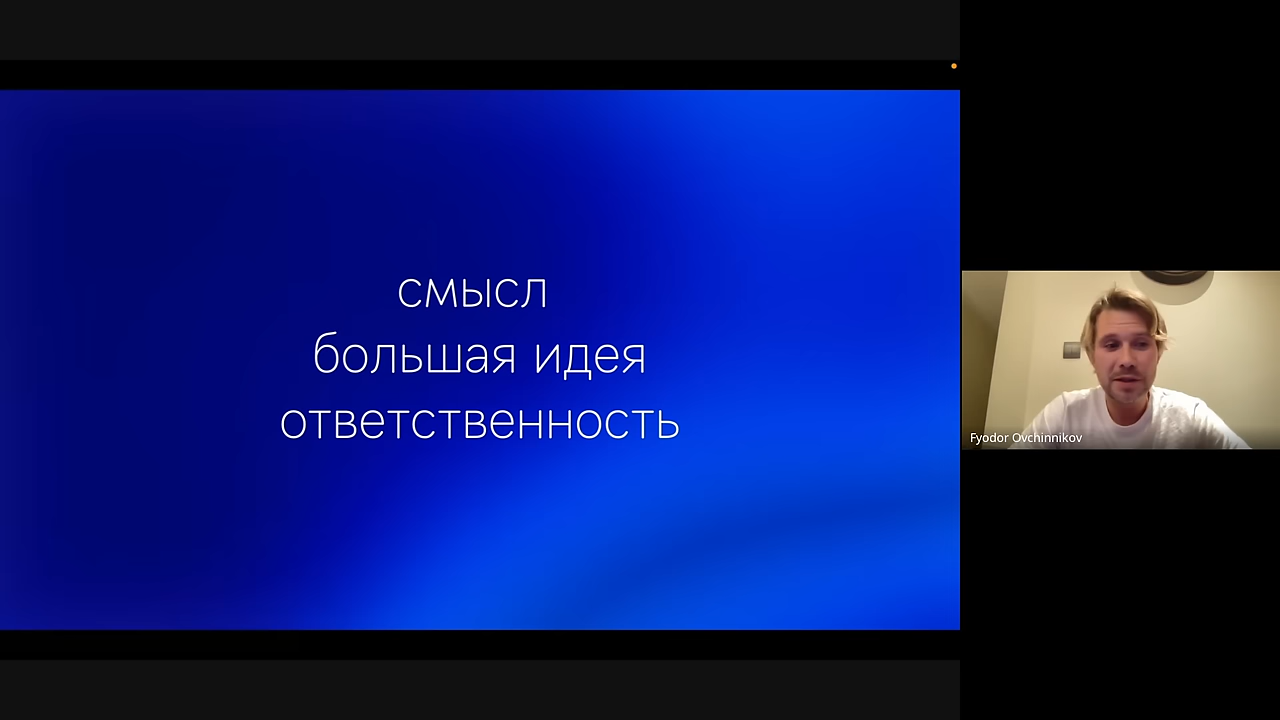 смысл
большая идея
ответственность
Fyodor Ovchinnikov